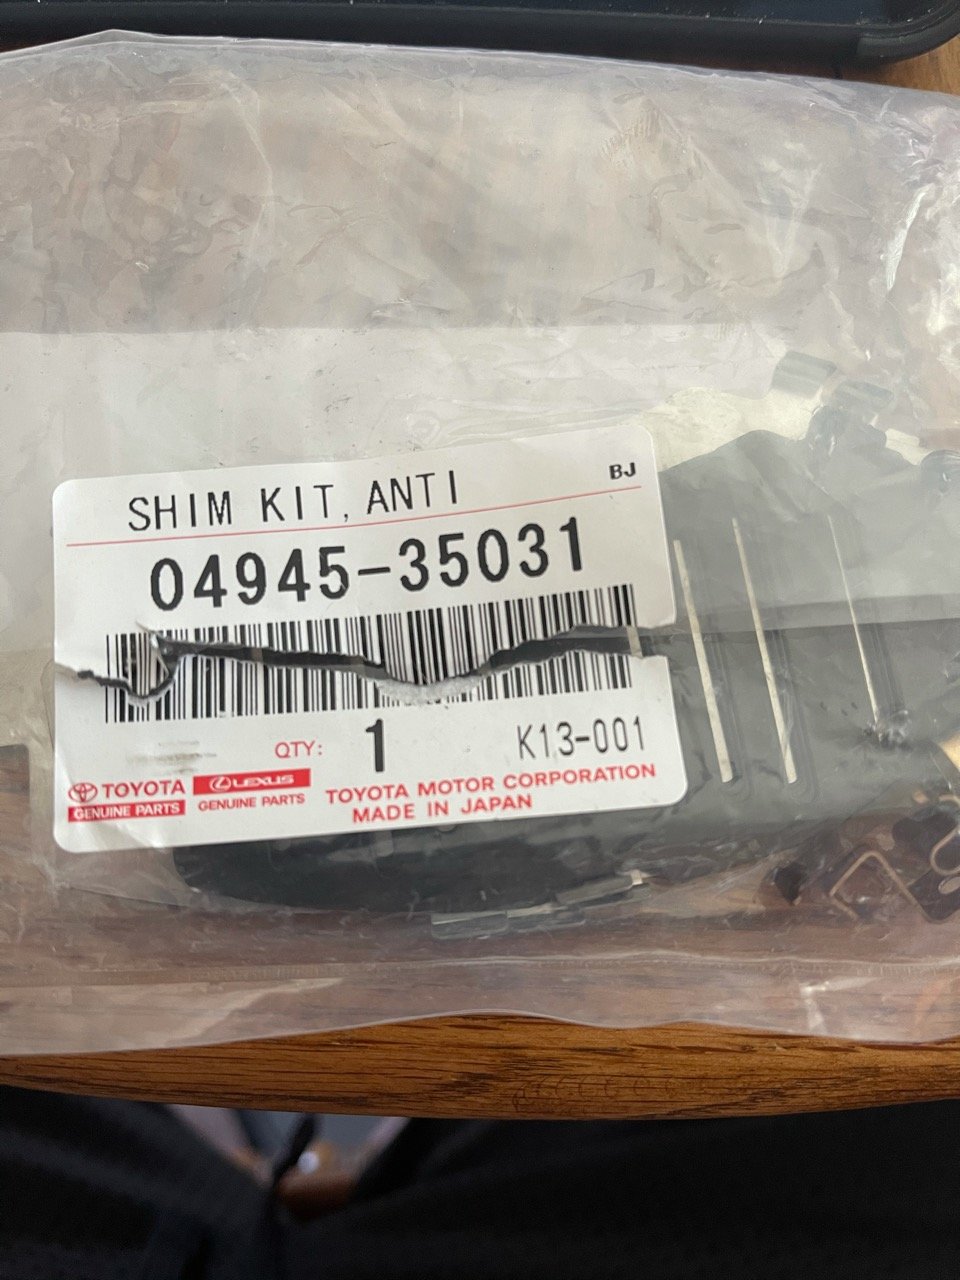 SHIM KIT, ANTI
BJ
04945-35031
QTY: 1
K13-001
TOYOTA
GENUINE PARTS
LEXUS
GENUINE PARTS
TOYOTA MOTOR CORPORATION
MADE IN JAPAN